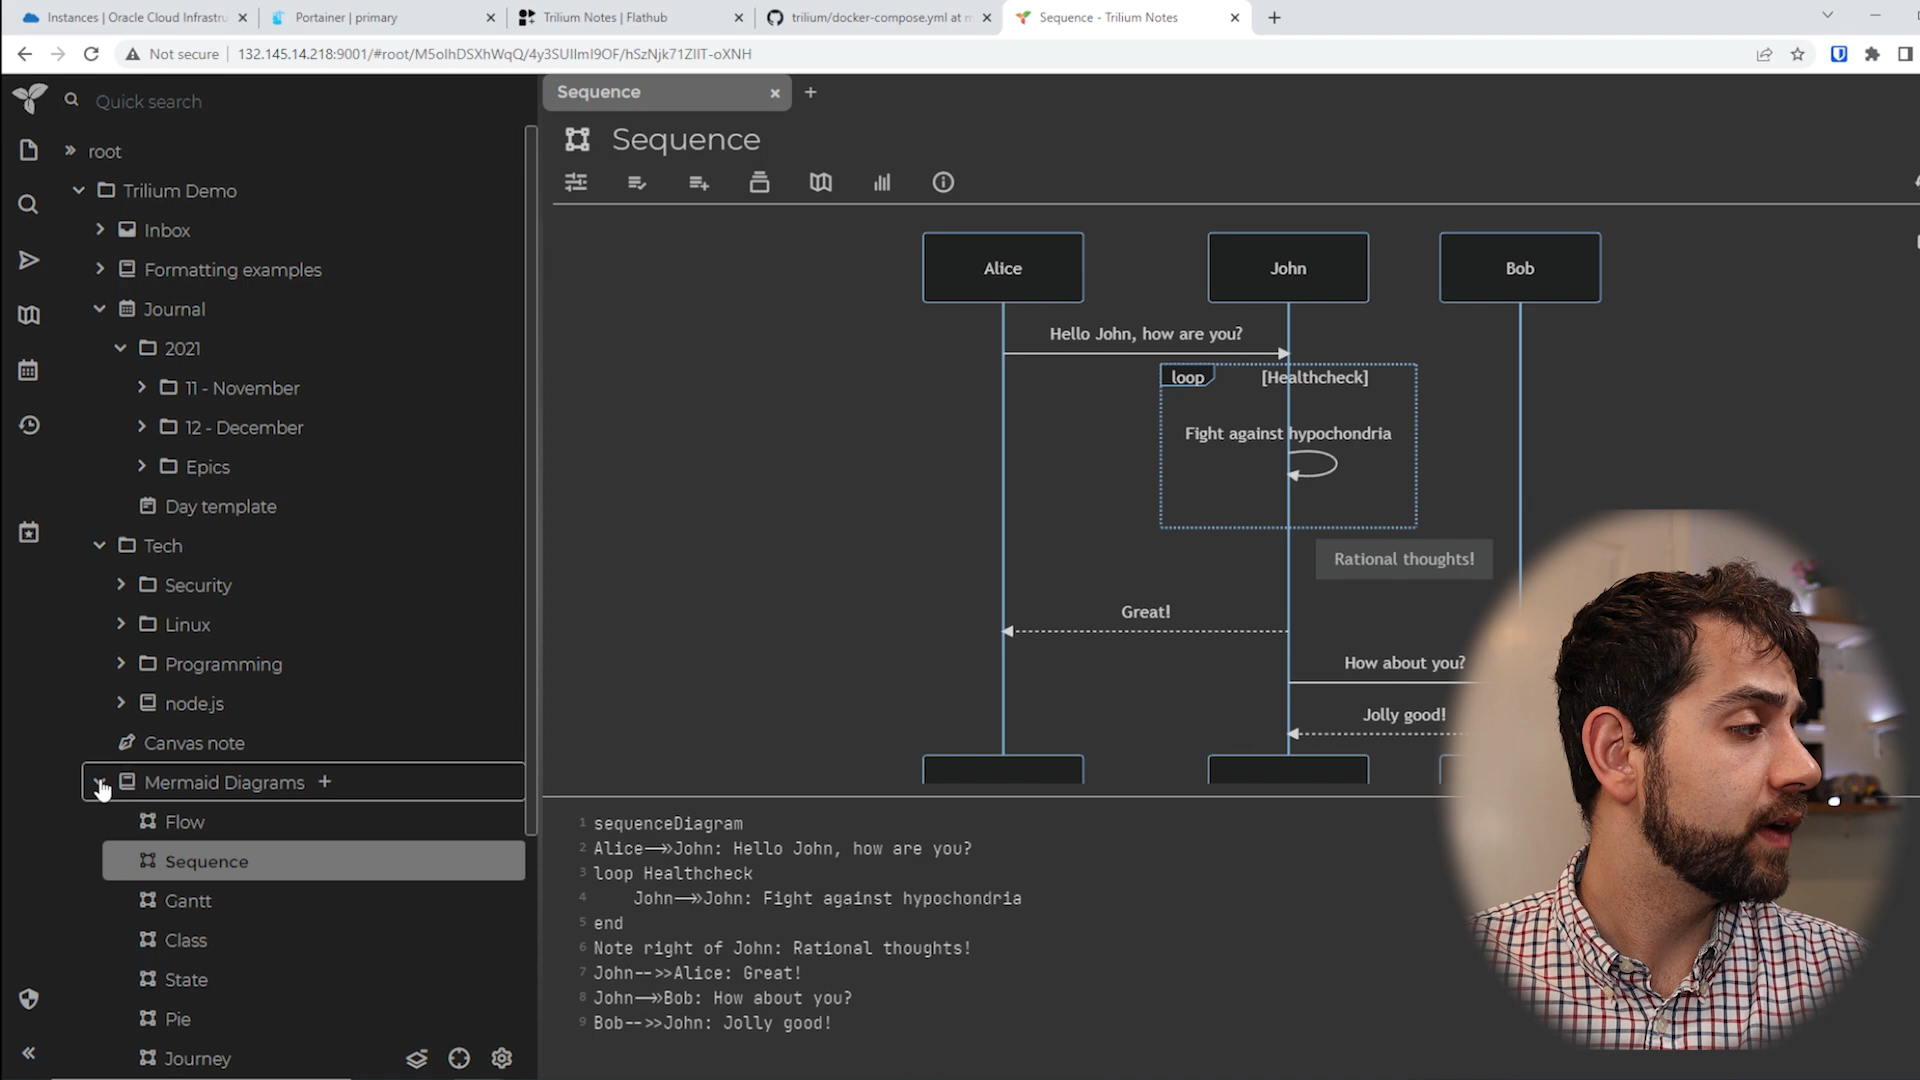 Instances | Oracle Cloud Infrastru
Portainer | primary
Trilium Notes | Flathub
trilium/docker-compose.yml at m
Sequence - Trilium Notes
Not secure
132.145.14.218:9001/#root/M5oIhDSXhWqQ/4y3SUIImI9OF/hSzNjk71ZIIT-oXNH
Quick search
root
Trilium Demo
Inbox
Formatting examples
Journal
2021
11 - November
12 - December
Epics
Day template
Tech
Security
Linux
Programming
node.js
Canvas note
Mermaid Diagrams
Flow
Sequence
Gantt
Class
State
Pie
Journey
Sequence
Sequence
Alice
John
Bob
Hello John, how are you?
loop
[Healthcheck]
Fight against hypochondria
Rational thoughts!
Great!
How about you?
Jolly good!
1 sequenceDiagram
2 Alice->>John: Hello John, how are you?
3 loop Healthcheck
4 John->>John: Fight against hypochondria
5 end
6 Note right of John: Rational thoughts!
7 John-->>Alice: Great!
8 John->>Bob: How about you?
9 Bob-->>John: Jolly good!